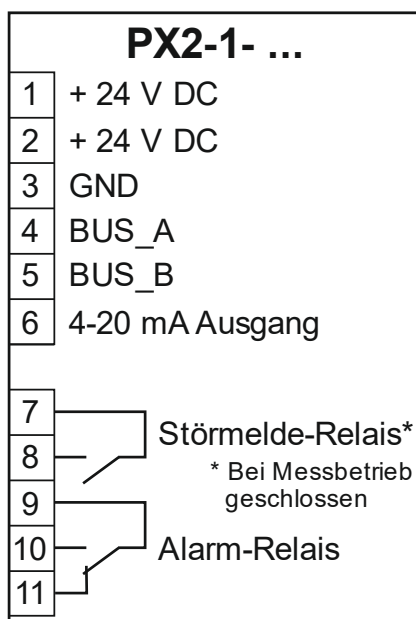 PX2-1- ...
1 + 24 V DC
2 + 24 V DC
3 GND
4 BUS_A
5 BUS_B
6 4-20 mA Ausgang
7
Störmelde-Relais*
8
* Bei Messbetrieb
9
geschlossen
10 Alarm-Relais
11